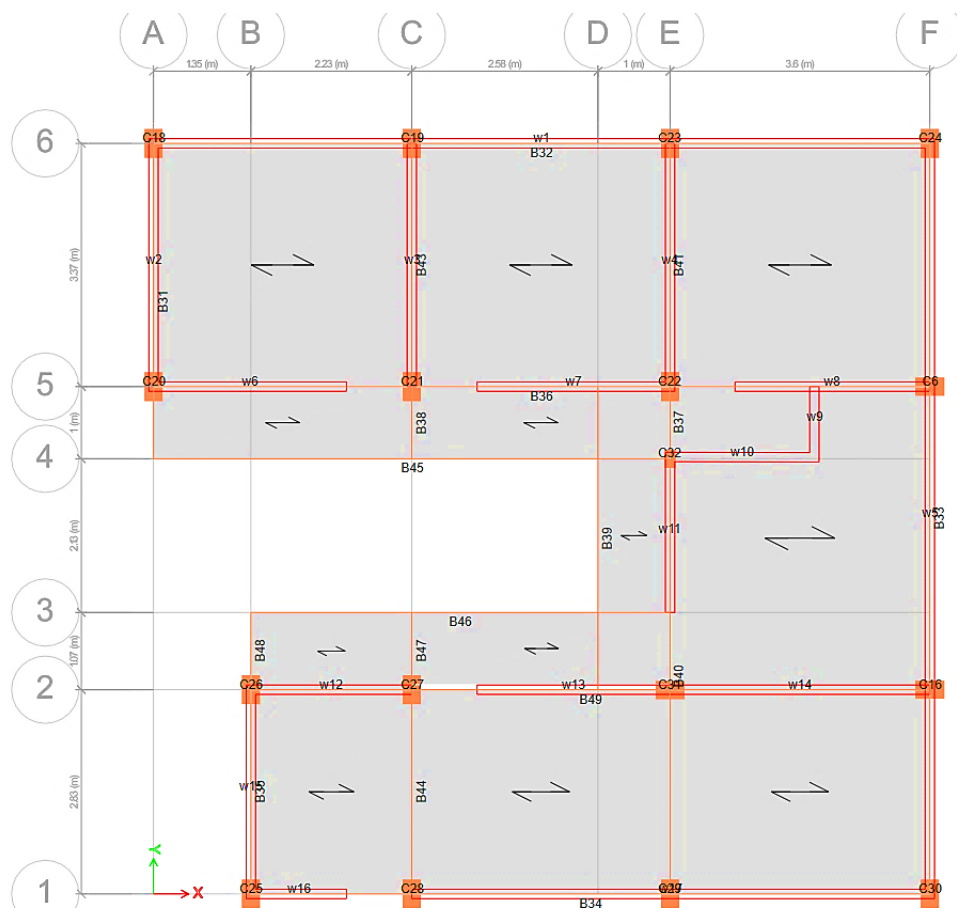 A B C D E F
1.35 (m) 2.23 (m) 2.58 (m) 1 (m) 3.6 (m)
6
C18 C19 w1 C23 C24
B32
3.37 (m)
w2 w3 B43 w4 B41
B31
5
C20 w6 C21 w7 C22 w8 C6
B36
1 (m)
B38 B37 w9
4
C32 w10
B45
2.13 (m)
w11 B39 w5 B33
3
B46
1.07 (m)
B48 B47 B40
2
C26 w12 C27 w13 C31 w14 C16
B49
2.83 (m)
w15 B35 B44
Y
X
1
C25 w16 C28 C30
B34